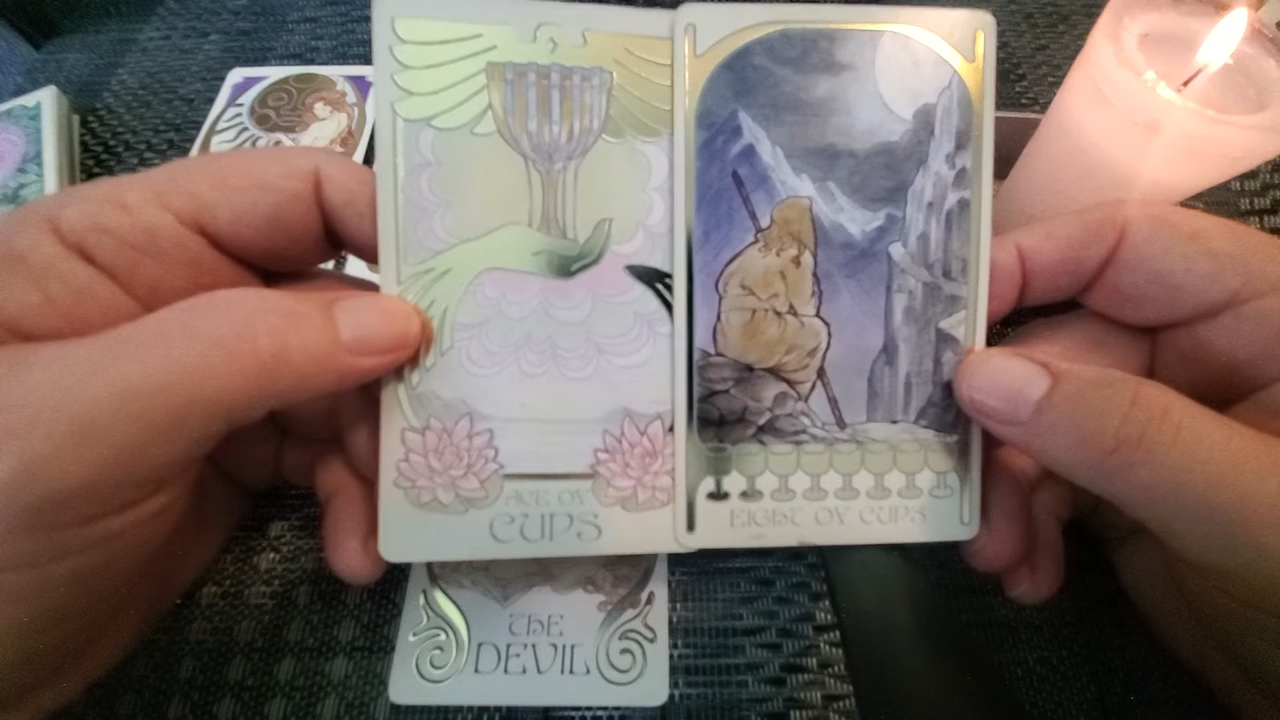 ACE OF
CUPS
EIGHT OF CUPS
THE
DEVIL